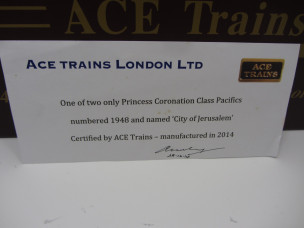 ACE Trains
ACE TRAINS LONDON LTD
ACE
TRAINS
One of two only Princess Coronation Class Pacifics
numbered 1948 and named 'City of Jerusalem'
Certified by ACE Trains – manufactured in 2014